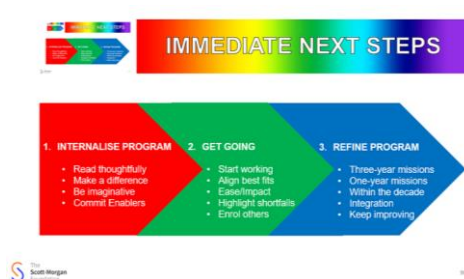 IMMEDIATE NEXT STEPS
1. INTERNALISE PROGRAM
• Read thoughtfully
• Make a difference
• Be imaginative
• Commit Enablers
2. GET GOING
• Start working
• Align best fits
• Ease/Impact
• Highlight shortfalls
• Enrol others
3. REFINE PROGRAM
• Three-year missions
• One-year missions
• Within the decade
• Integration
• Keep improving
The
Scott-Morgan